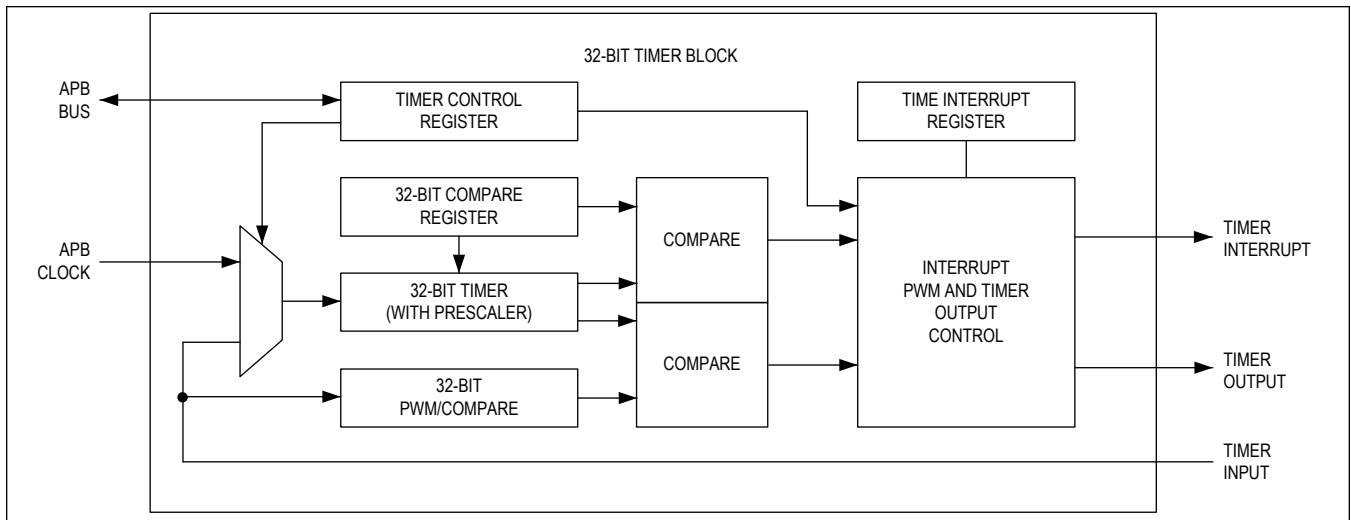 32-BIT TIMER BLOCK
APB
BUS
TIMER CONTROL
REGISTER
TIME INTERRUPT
REGISTER
32-BIT COMPARE
REGISTER
COMPARE
APB
CLOCK
32-BIT TIMER
(WITH PRESCALER)
INTERRUPT
PWM AND TIMER
OUTPUT
CONTROL
TIMER
INTERRUPT
COMPARE
32-BIT
PWM/COMPARE
TIMER
OUTPUT
TIMER
INPUT